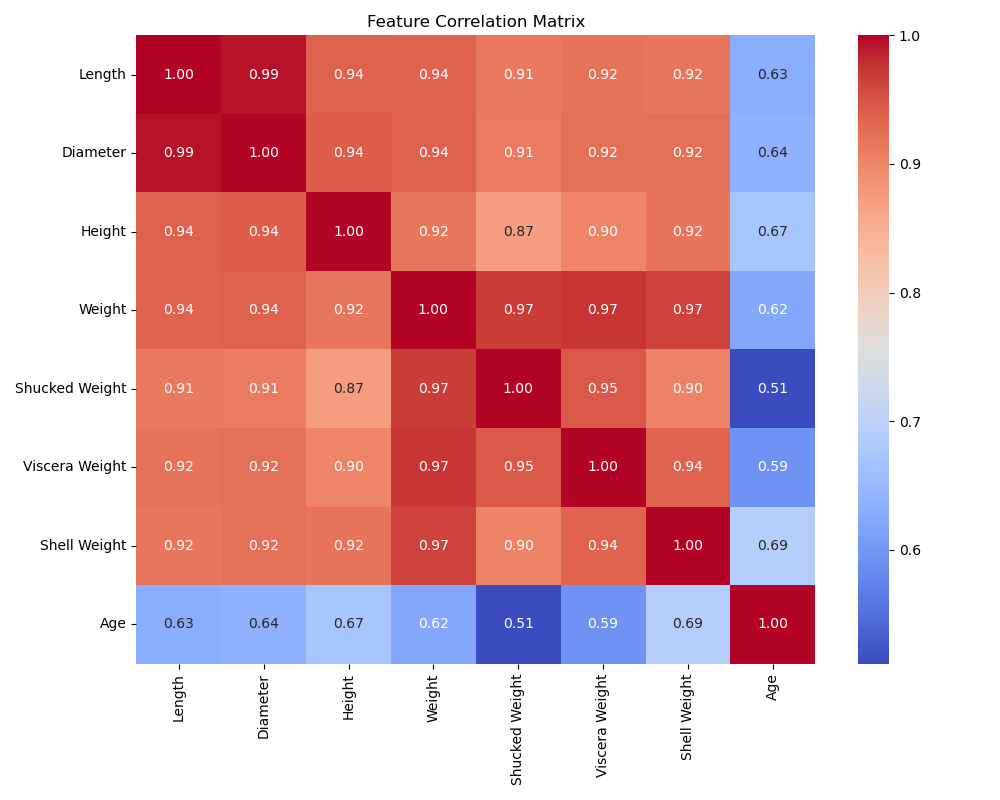 Feature Correlation Matrix
Length 1.00 0.99 0.94 0.94 0.91 0.92 0.92 0.63
Diameter 0.99 1.00 0.94 0.94 0.91 0.92 0.92 0.64
Height 0.94 0.94 1.00 0.92 0.87 0.90 0.92 0.67
Weight 0.94 0.94 0.92 1.00 0.97 0.97 0.97 0.62
Shucked Weight 0.91 0.91 0.87 0.97 1.00 0.95 0.90 0.51
Viscera Weight 0.92 0.92 0.90 0.97 0.95 1.00 0.94 0.59
Shell Weight 0.92 0.92 0.92 0.97 0.90 0.94 1.00 0.69
Age 0.63 0.64 0.67 0.62 0.51 0.59 0.69 1.00
Length
Diameter
Height
Weight
Shucked Weight
Viscera Weight
Shell Weight
Age
1.0
0.9
0.8
0.7
0.6